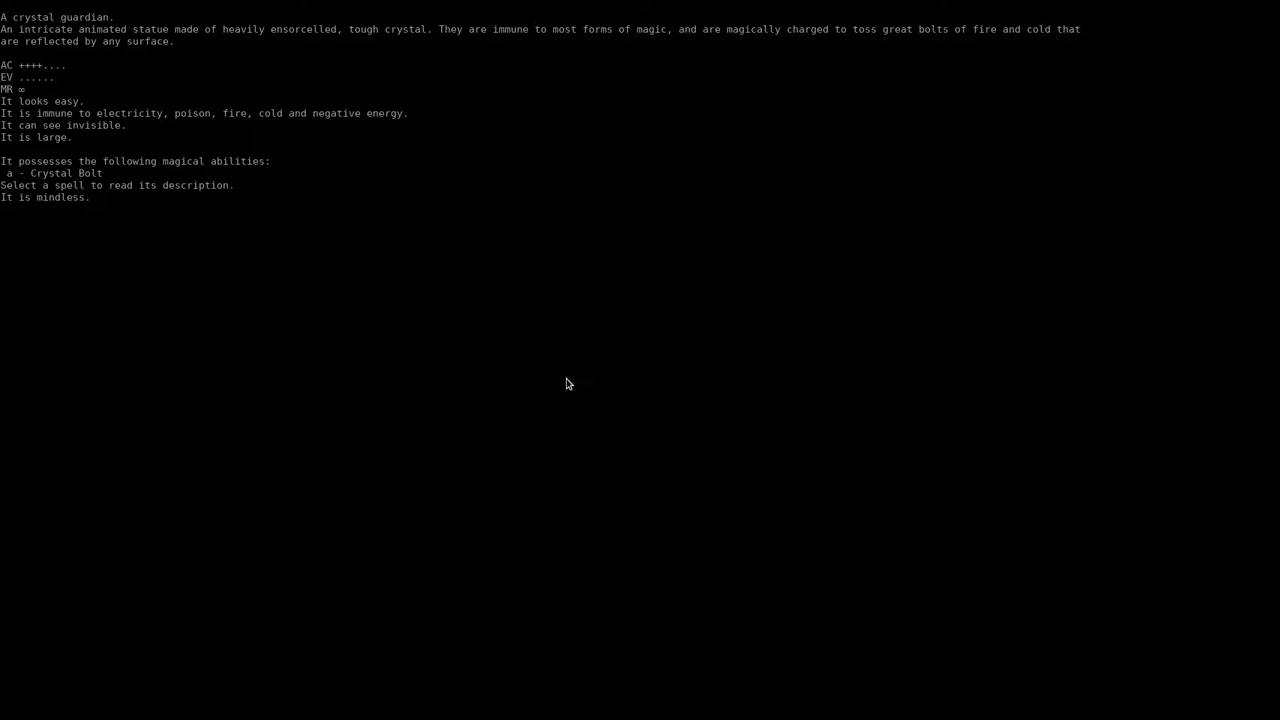 A crystal guardian.
An intricate animated statue made of heavily ensorcelled, tough crystal. They are immune to most forms of magic, and are magically charged to toss great bolts of fire and cold that
are reflected by any surface.
AC ++++....
EV ......
MR ∞
It looks easy.
It is immune to electricity, poison, fire, cold and negative energy.
It can see invisible.
It is large.
It possesses the following magical abilities:
a - Crystal Bolt
Select a spell to read its description.
It is mindless.